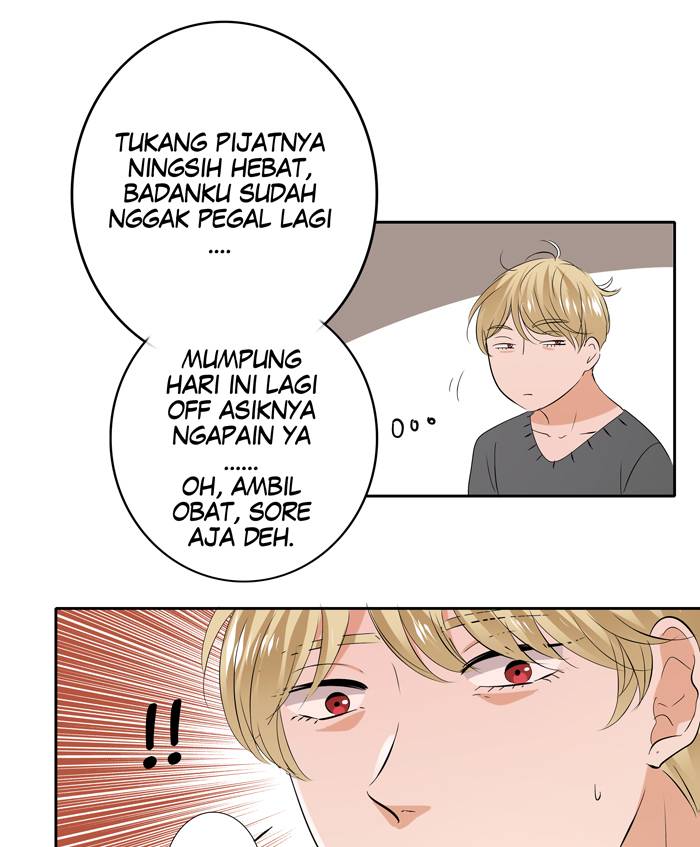 TUKANG PIJATNYA
NINGSIH HEBAT,
BADANKU SUDAH
NGGAK PEGAL LAGI
....
MUMPUNG
HARI INI LAGI
OFF ASIKNYA
NGAPAIN YA
......
OH, AMBIL
OBAT, SORE
AJA DEH.
!!